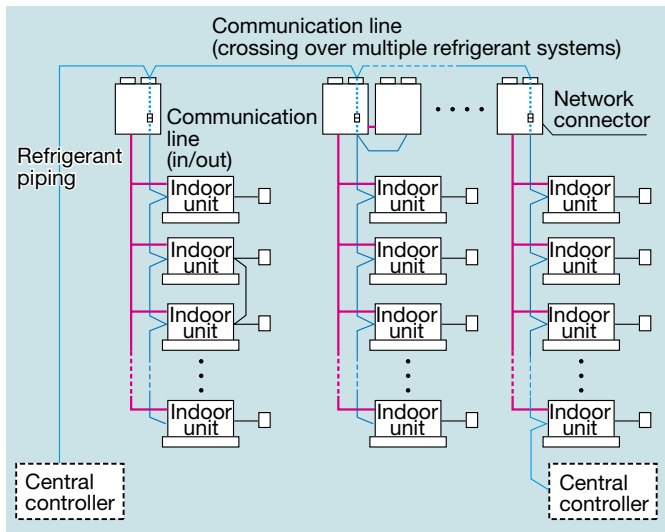 Communication line
(crossing over multiple refrigerant systems)
Communication
line
(in/out)
Network
connector
Refrigerant
piping
Indoor
unit
Indoor
unit
Indoor
unit
Indoor
unit
Indoor
unit
Indoor
unit
Indoor
unit
Indoor
unit
Indoor
unit
Indoor
unit
Indoor
unit
Indoor
unit
Central
controller
Central
controller